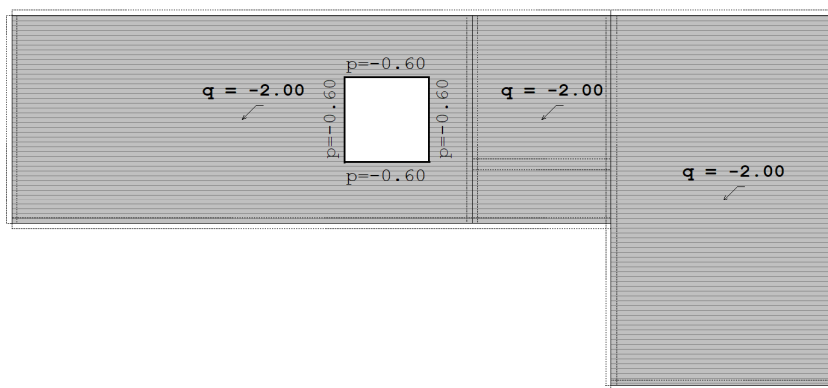 p=-0.60
q = -2.00
p=-0.60
p=-0.60
q = -2.00
p=-0.60
q = -2.00